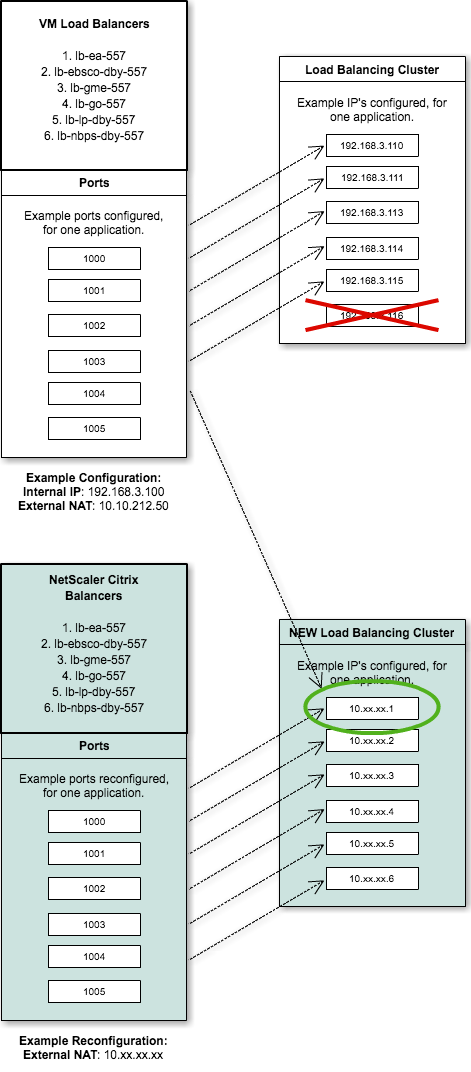 VM Load Balancers
1. lb-ea-557
2. lb-ebsco-dby-557
3. lb-gme-557
4. lb-go-557
5. lb-lp-dby-557
6. lb-nbps-dby-557
Ports
Example ports configured,
for one application.
1000
1001
1002
1003
1004
1005
Example Configuration:
Internal IP: 192.168.3.100
External NAT: 10.10.212.50
Load Balancing Cluster
Example IP's configured, for
one application.
192.168.3.110
192.168.3.111
192.168.3.113
192.168.3.114
192.168.3.115
192.168.3.116
NetScaler Citrix
Balancers
1. lb-ea-557
2. lb-ebsco-dby-557
3. lb-gme-557
4. lb-go-557
5. lb-lp-dby-557
6. lb-nbps-dby-557
Ports
Example ports reconfigured,
for one application.
1000
1001
1002
1003
1004
1005
Example Reconfiguration:
External NAT: 10.xx.xx.xx
NEW Load Balancing Cluster
Example IP's configured, for
one application.
10.xx.xx.1
10.xx.xx.2
10.xx.xx.3
10.xx.xx.4
10.xx.xx.5
10.xx.xx.6